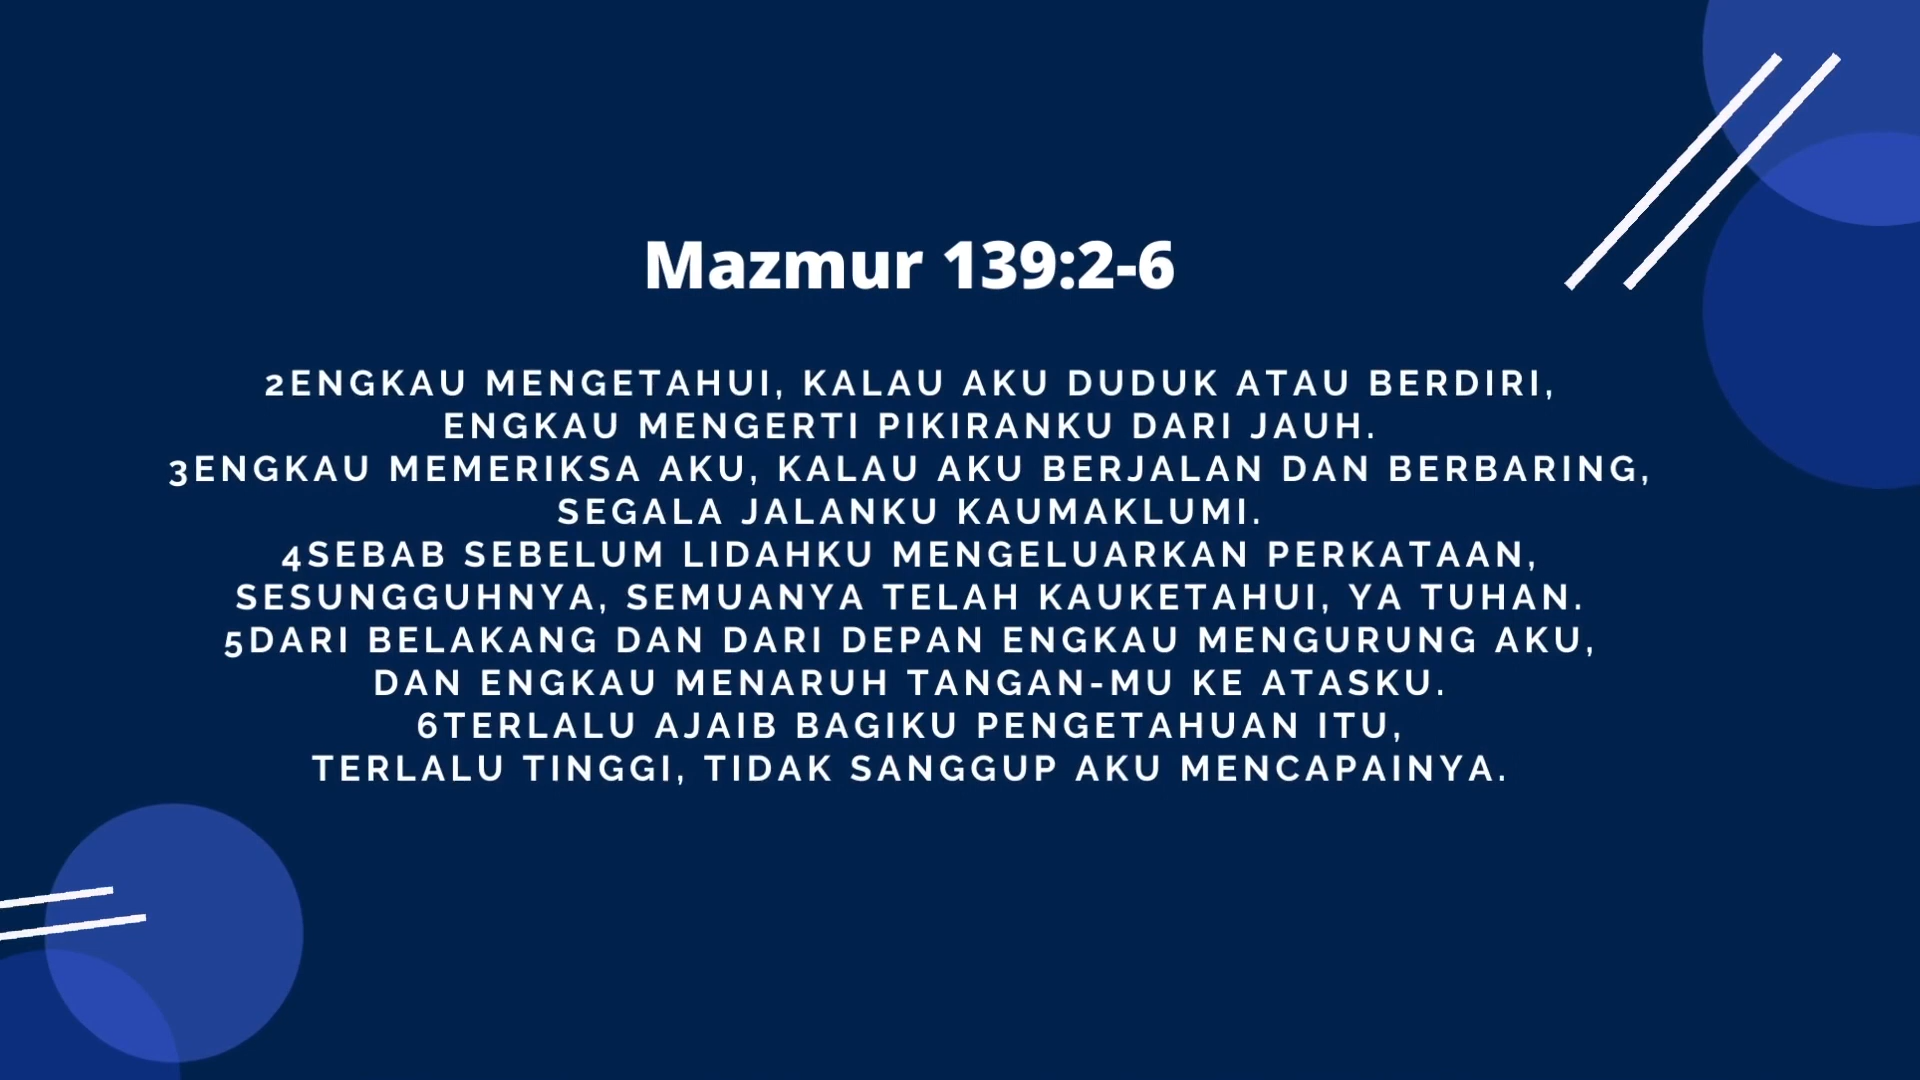 Mazmur 139:2-6
2ENGKAU MENGETAHUI, KALAU AKU DUDUK ATAU BERDIRI,
ENGKAU MENGERTI PIKIRANKU DARI JAUH.
3ENGKAU MEMERIKSA AKU, KALAU AKU BERJALAN DAN BERBARING,
SEGALA JALANKU KAUMAKLUMI.
4SEBAB SEBELUM LIDAHKU MENGELUARKAN PERKATAAN,
SESUNGGUHNYA, SEMUANYA TELAH KAUKETAHUI, YA TUHAN.
5DARI BELAKANG DAN DARI DEPAN ENGKAU MENGURUNG AKU,
DAN ENGKAU MENARUH TANGAN-MU KE ATASKU.
6TERLALU AJAIB BAGIKU PENGETAHUAN ITU,
TERLALU TINGGI, TIDAK SANGGUP AKU MENCAPAINYA.